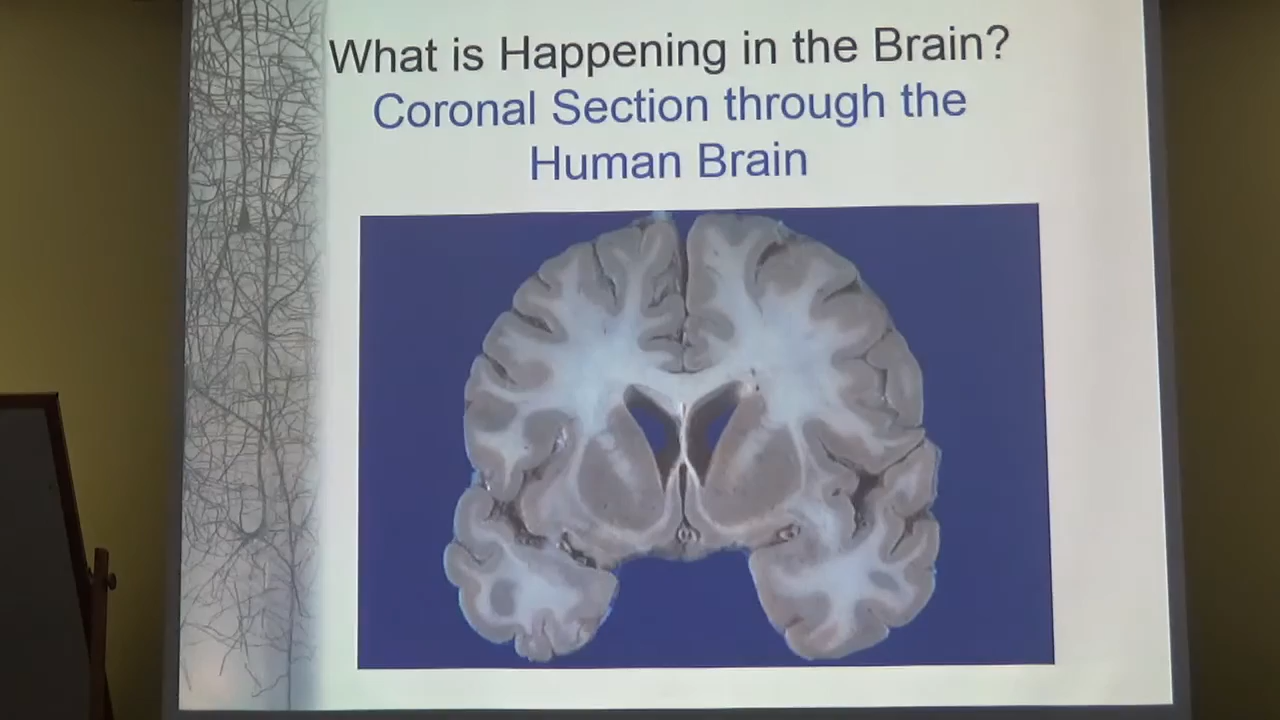 What is Happening in the Brain?
Coronal Section through the
Human Brain